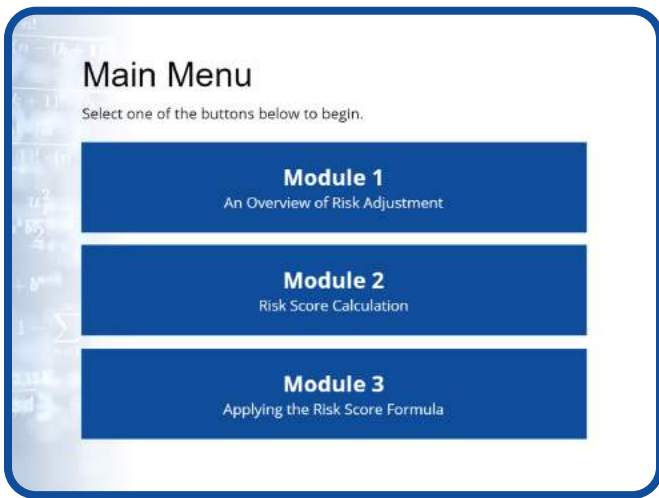 Main Menu
Select one of the buttons below to begin.
Module 1
An Overview of Risk Adjustment
Module 2
Risk Score Calculation
Module 3
Applying the Risk Score Formula